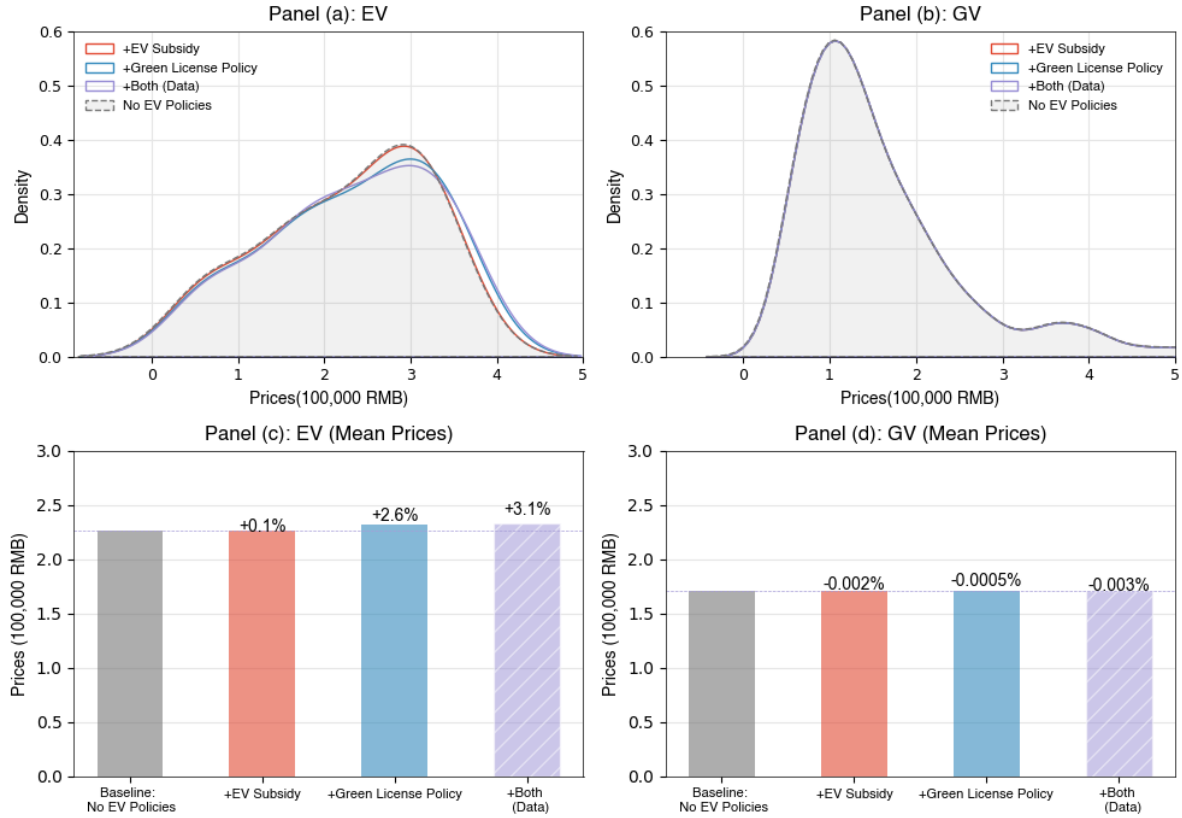 Panel (a): EV
0.6
0.5
0.4
0.3
0.2
0.1
0.0
Density
+EV Subsidy
+Green License Policy
+Both (Data)
No EV Policies
0 1 2 3 4 5
Prices(100,000 RMB)
Panel (b): GV
0.6
0.5
0.4
0.3
0.2
0.1
0.0
Density
+EV Subsidy
+Green License Policy
+Both (Data)
No EV Policies
0 1 2 3 4 5
Prices(100,000 RMB)
Panel (c): EV (Mean Prices)
3.0
2.5
2.0
1.5
1.0
0.5
0.0
Prices (100,000 RMB)
+0.1%
+2.6%
+3.1%
Baseline:
No EV Policies
+EV Subsidy
+Green License Policy
+Both
(Data)
Panel (d): GV (Mean Prices)
3.0
2.5
2.0
1.5
1.0
0.5
0.0
Prices (100,000 RMB)
-0.002%
-0.0005%
-0.003%
Baseline:
No EV Policies
+EV Subsidy
+Green License Policy
+Both
(Data)